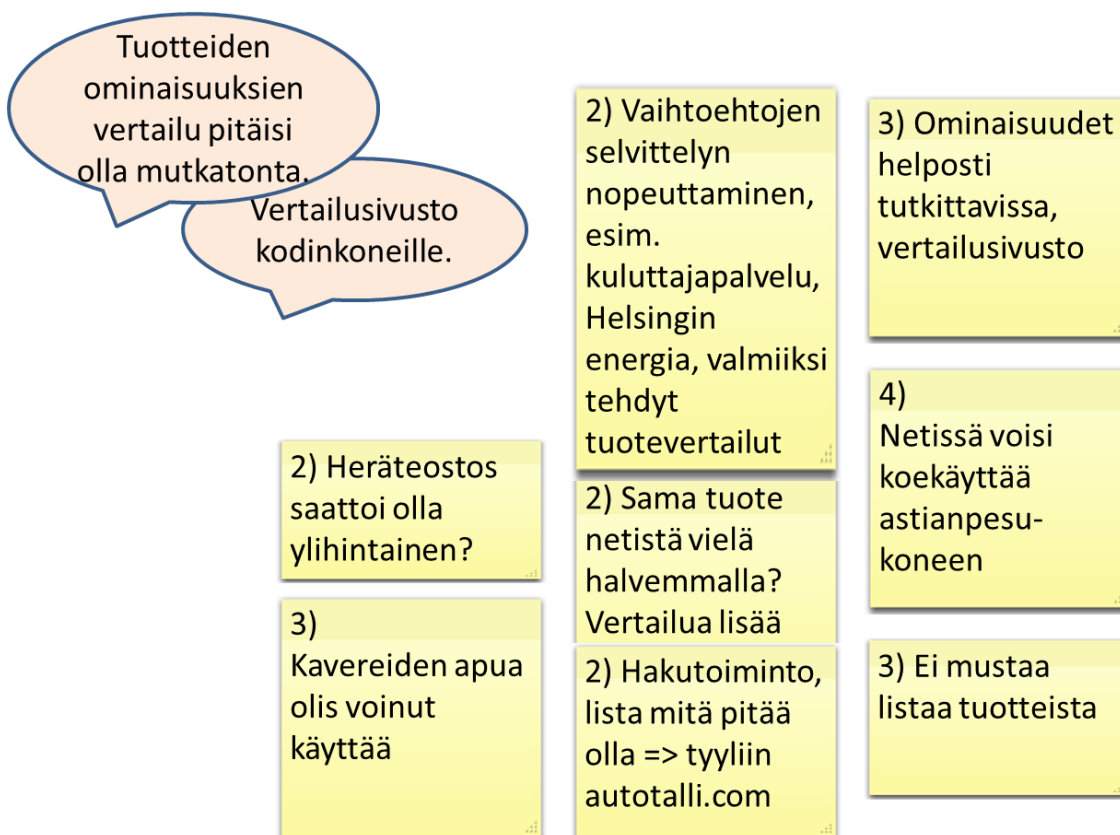 Tuotteiden
ominaisuuksien
vertailu pitäisi
olla mutkatonta.
Vertailusivusto
kodinkoneille.
2) Heräteostos
saattoi olla
ylihintainen?
3)
Kavereiden apua
olis voinut
käyttää
2) Vaihtoehtojen
selvittelyn
nopeuttaminen,
esim.
kuluttajapalvelu,
Helsingin
energia, valmiiksi
tehdyt
tuotevertailut
2) Sama tuote
netistä vielä
halvemmalla?
Vertailua lisää
2) Hakutoiminto,
lista mitä pitää
olla => tyyliin
autotalli.com
3) Ominaisuudet
helposti
tutkittavissa,
vertailusivusto
4)
Netissä voisi
koekäyttää
astianpesu-
koneen
3) Ei mustaa
listaa tuotteista